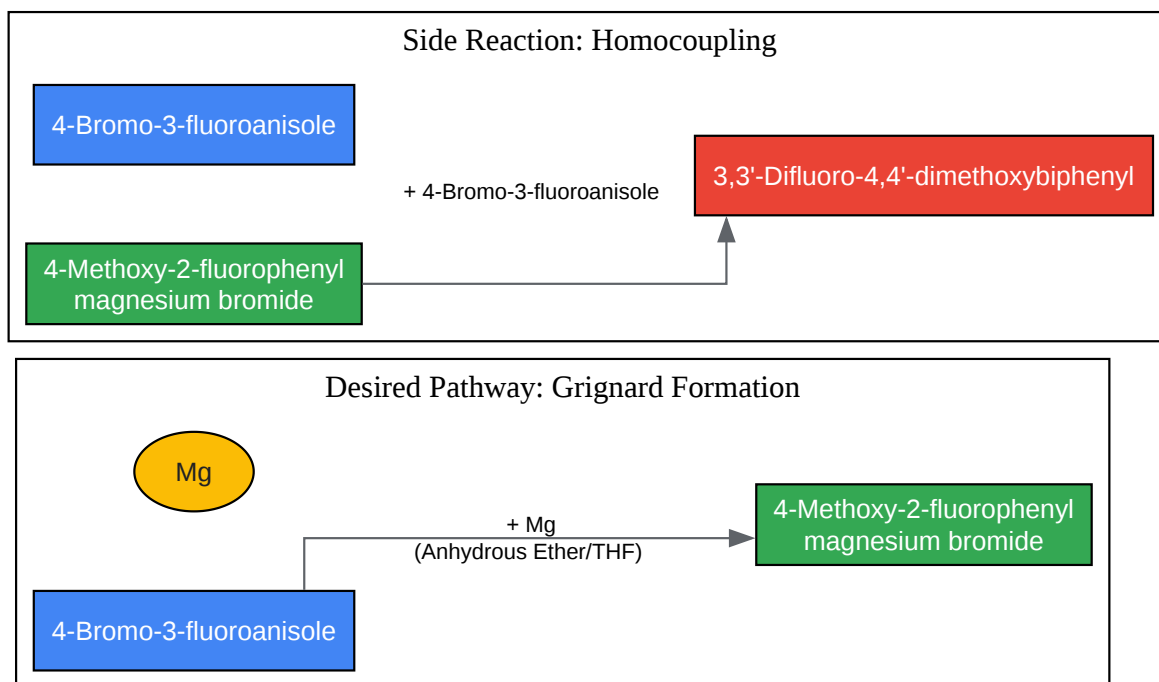 Side Reaction: Homocoupling
4-Bromo-3-fluoroanisole
3,3'-Difluoro-4,4'-dimethoxybiphenyl
+ 4-Bromo-3-fluoroanisole
4-Methoxy-2-fluorophenyl
magnesium bromide
Desired Pathway: Grignard Formation
Mg
4-Methoxy-2-fluorophenyl
magnesium bromide
+ Mg
(Anhydrous Ether/THF)
4-Bromo-3-fluoroanisole